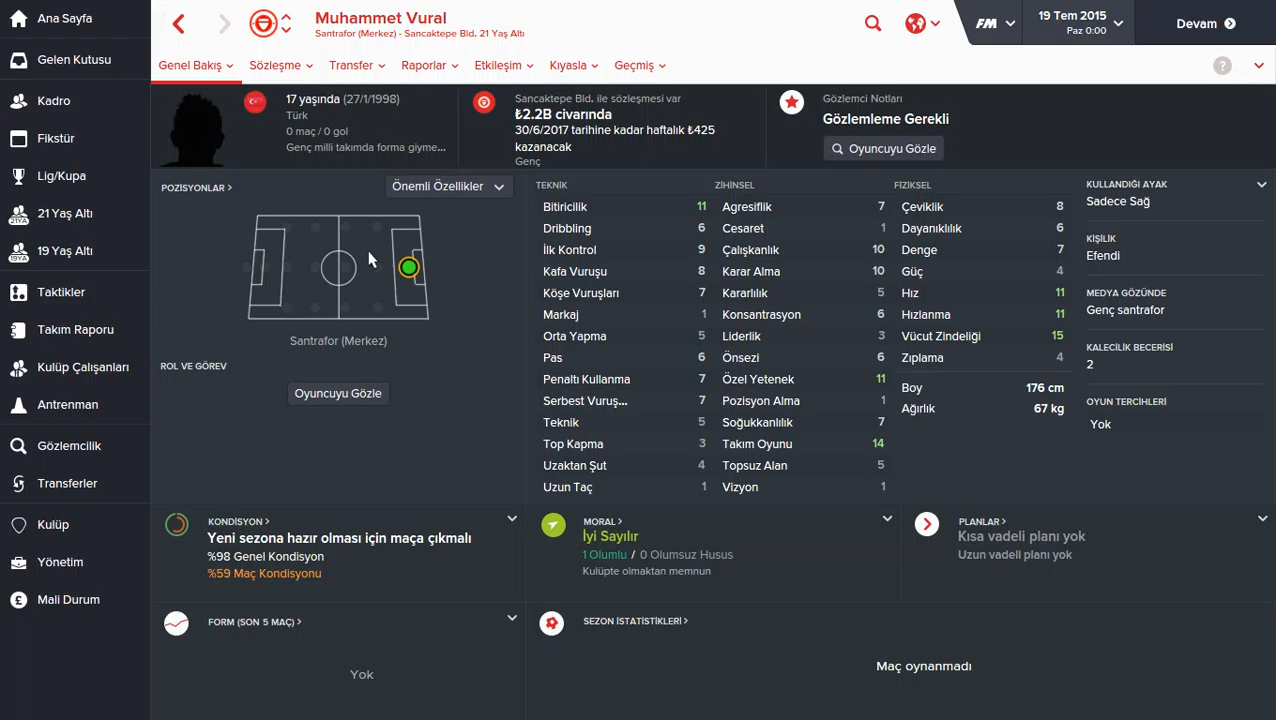 Ana Sayfa
Gelen Kutusu
Kadro
Fikstür
Lig/Kupa
21 Yaş Altı
21YA
19 Yaş Altı
19YA
Taktikler
Takım Raporu
Kulüp Çalışanları
Antrenman
Gözlemcilik
Transferler
Kulüp
Yönetim
Mali Durum
Muhammet Vural
Santrafor (Merkez) - Sancaktepe Bld. 21 Yaş Altı
FM
19 Tem 2015
Paz 0:00
Devam
Genel Bakış
Sözleşme
Transfer
Raporlar
Etkileşim
Kıyasla
Geçmiş
?
17 yaşında (27/1/1998)
Türk
0 maç / 0 gol
Genç milli takımda forma giyme...
Sancaktepe Bld. ile sözleşmesi var
₺2.2B civarında
30/6/2017 tarihine kadar haftalık ₺425
kazanacak
Genç
Gözlemci Notları
Gözlemleme Gerekli
Oyuncuyu Gözle
POZİSYONLAR >
Önemli Özellikler
Santrafor (Merkez)
ROL VE GÖREV
Oyuncuyu Gözle
TEKNİK
Bitiricilik 11
Dribbling 6
İlk Kontrol 9
Kafa Vuruşu 8
Köşe Vuruşları 7
Markaj 1
Orta Yapma 5
Pas 6
Penaltı Kullanma 7
Serbest Vuruş... 7
Teknik 5
Top Kapma 3
Uzaktan Şut 4
Uzun Taç 1
ZİHİNSEL
Agresiflik 7
Cesaret 1
Çalışkanlık 10
Karar Alma 10
Kararlılık 5
Konsantrasyon 6
Liderlik 3
Önsezi 6
Özel Yetenek 11
Pozisyon Alma 1
Soğukkanlılık 7
Takım Oyunu 14
Topsuz Alan 5
Vizyon 1
FİZİKSEL
Çeviklik 8
Dayanıklılık 6
Denge 7
Güç 4
Hız 11
Hızlanma 11
Vücut Zindeliği 15
Zıplama 4
Boy 176 cm
Ağırlık 67 kg
KULLANDIĞI AYAK
Sadece Sağ
KİŞİLİK
Efendi
MEDYA GÖZÜNDE
Genç santrafor
KALECİLİK BECERİSİ
2
OYUN TERCİHLERİ
Yok
KONDİSYON >
Yeni sezona hazır olması için maça çıkmalı
%98 Genel Kondisyon
%59 Maç Kondisyonu
MORAL >
İyi Sayılır
1 Olumlu / 0 Olumsuz Husus
Kulüpte olmaktan memnun
PLANLAR >
Kısa vadeli planı yok
Uzun vadeli planı yok
FORM (SON 5 MAÇ) >
Yok
SEZON İSTATİSTİKLERİ >
Maç oynanmadı